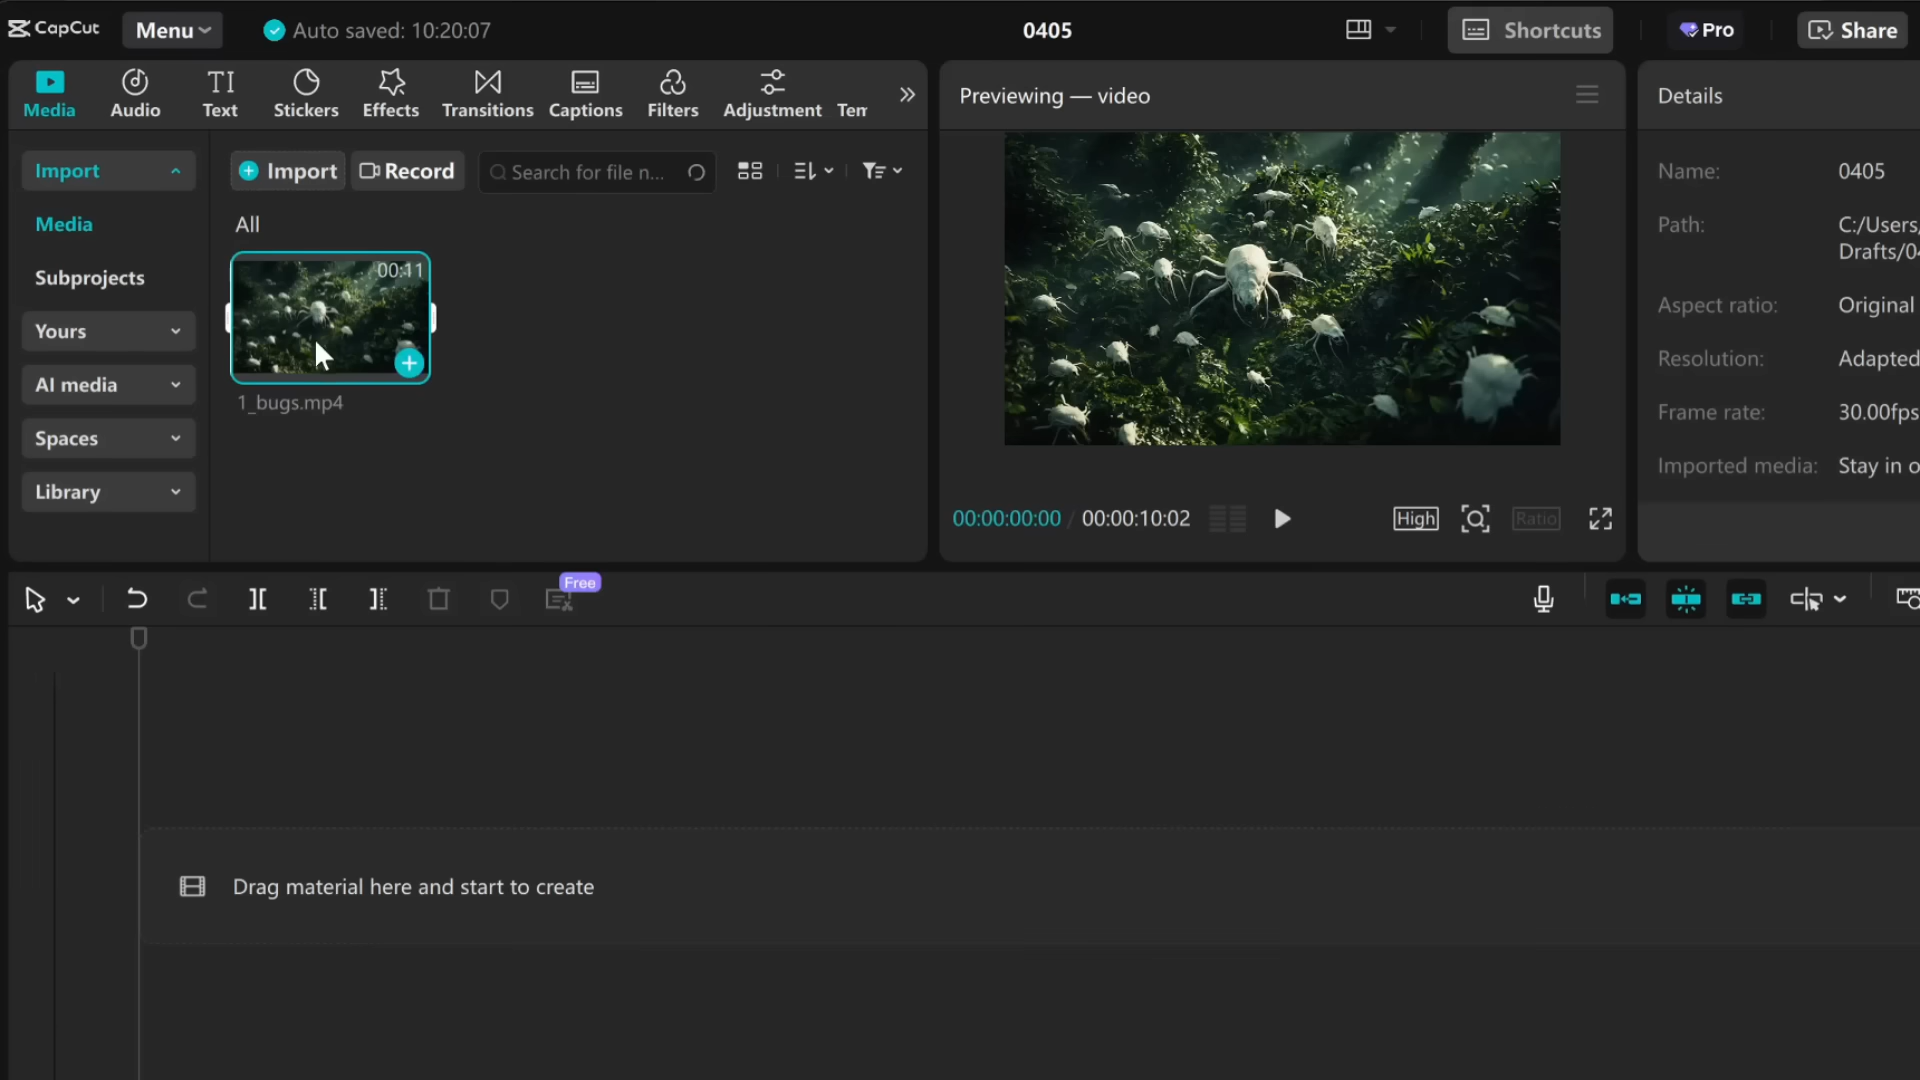 CapCut
Menu
Auto saved: 10:20:07
0405
Shortcuts
Pro
Share
Media
Audio
Text
Stickers
Effects
Transitions
Captions
Filters
Adjustment
Tem
Import
Media
Subprojects
Yours
AI media
Spaces
Library
Import
Record
Search for file n...
All
00:11
1_bugs.mp4
Previewing — video
00:00:00:00 / 00:00:10:02
High
Ratio
Details
Name: 0405
Path: C:/Users/
Drafts/04
Aspect ratio: Original
Resolution: Adapted
Frame rate: 30.00fps
Imported media: Stay in o
Free
Drag material here and start to create